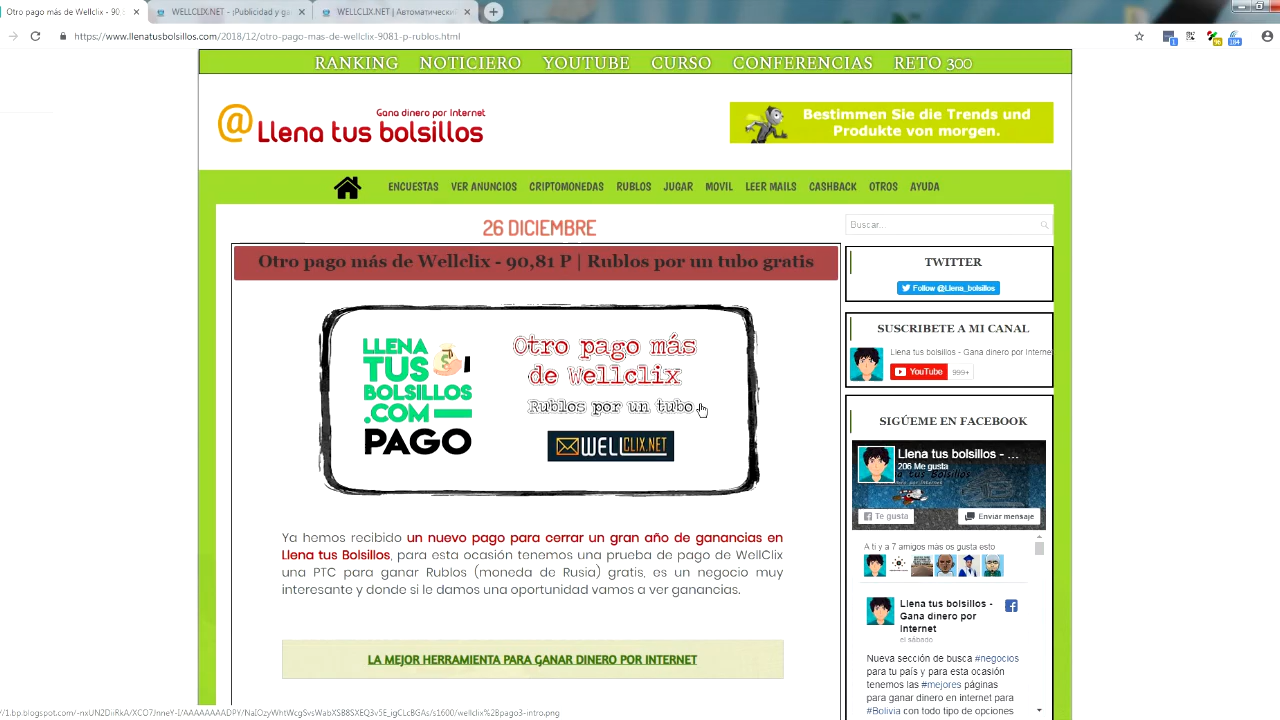 Otro pago más de Wellclix - 90,8
WELLCLIX.NET - ¡Publicidad y ga
WELLCLIX.NET | Автоматический
https://www.llenatusbolsillos.com/2018/12/otro-pago-mas-de-wellclix-9081-p-rublos.html
RANKING NOTICIERO YOUTUBE CURSO CONFERENCIAS RETO 300
Gana dinero por Internet
@Llena tus bolsillos
Bestimmen Sie die Trends und
Produkte von morgen.
ENCUESTAS VER ANUNCIOS CRIPTOMONEDAS RUBLOS JUGAR MOVIL LEER MAILS CASHBACK OTROS AYUDA
26 DICIEMBRE
Buscar...
Otro pago más de Wellclix - 90,81 P | Rublos por un tubo gratis
LLENA
TUS
BOLSILLOS
.COM
PAGO
Otro pago más
de Wellclix
Rublos por un tubo
WELLCLIX.NET
Ya hemos recibido un nuevo pago para cerrar un gran año de ganancias en
Llena tus Bolsillos, para esta ocasión tenemos una prueba de pago de WellClix
una PTC para ganar Rublos (moneda de Rusia) gratis, es un negocio muy
interesante y donde si le damos una oportunidad vamos a ver ganancias.
LA MEJOR HERRAMIENTA PARA GANAR DINERO POR INTERNET
TWITTER
Follow @Llena_bolsillos
SUSCRIBETE A MI CANAL
Llena tus bolsillos - Gana dinero por Interne
YouTube 999+
SIGÚEME EN FACEBOOK
Llena tus bolsillos - ...
206 Me gusta
Te gusta
Enviar mensaje
A ti y a 7 amigos más os gusta esto
Llena tus bolsillos -
Gana dinero por
Internet
el sábado
Nueva sección de busca #negocios
para tu país y para esta ocasión
tenemos las #mejores páginas
para ganar dinero en internet para
#Bolivia con todo tipo de opciones